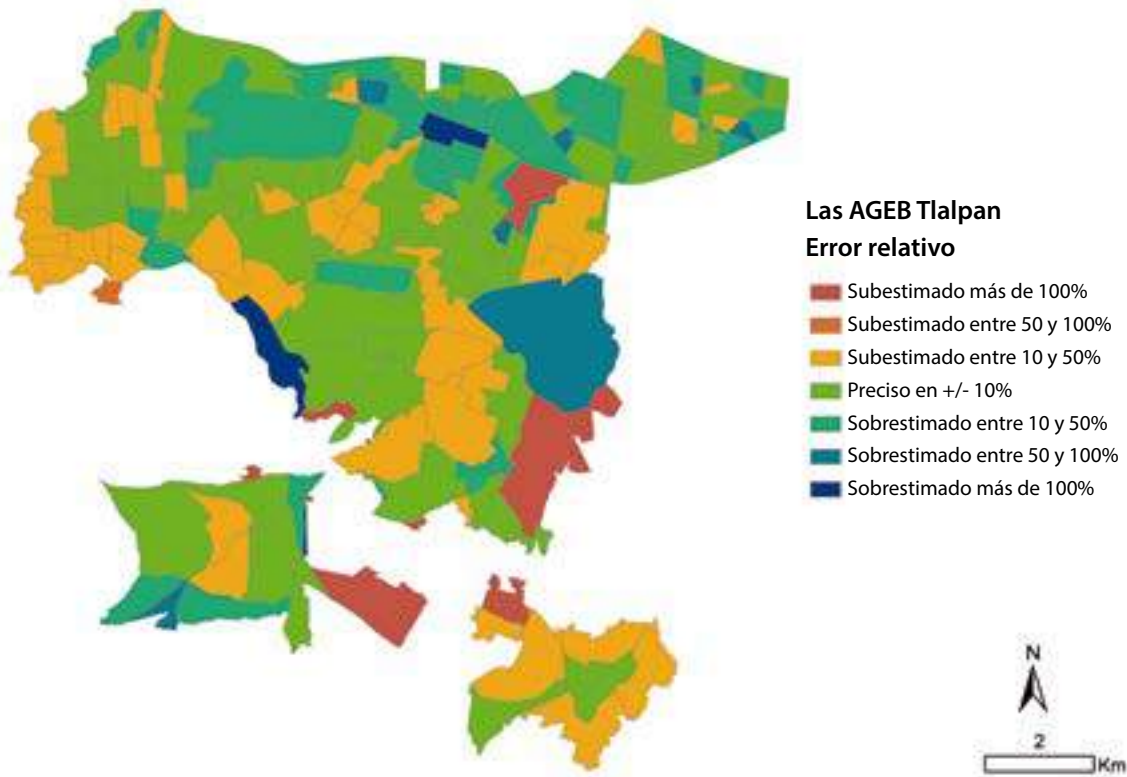 Las AGEB Tlalpan
Error relativo
Subestimado más de 100%
Subestimado entre 50 y 100%
Subestimado entre 10 y 50%
Preciso en +/- 10%
Sobrestimado entre 10 y 50%
Sobrestimado entre 50 y 100%
Sobrestimado más de 100%
N
2
Km